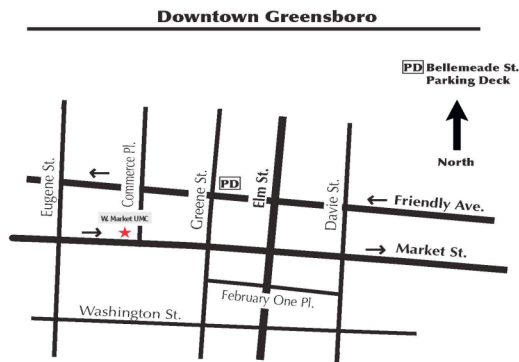 Downtown Greensboro
PD Bellemeade St.
Parking Deck
North
Eugene St.
Commerce Pl.
Greene St.
PD
Elm St.
Davie St.
Friendly Ave.
W. Market UMC
Market St.
February One Pl.
Washington St.